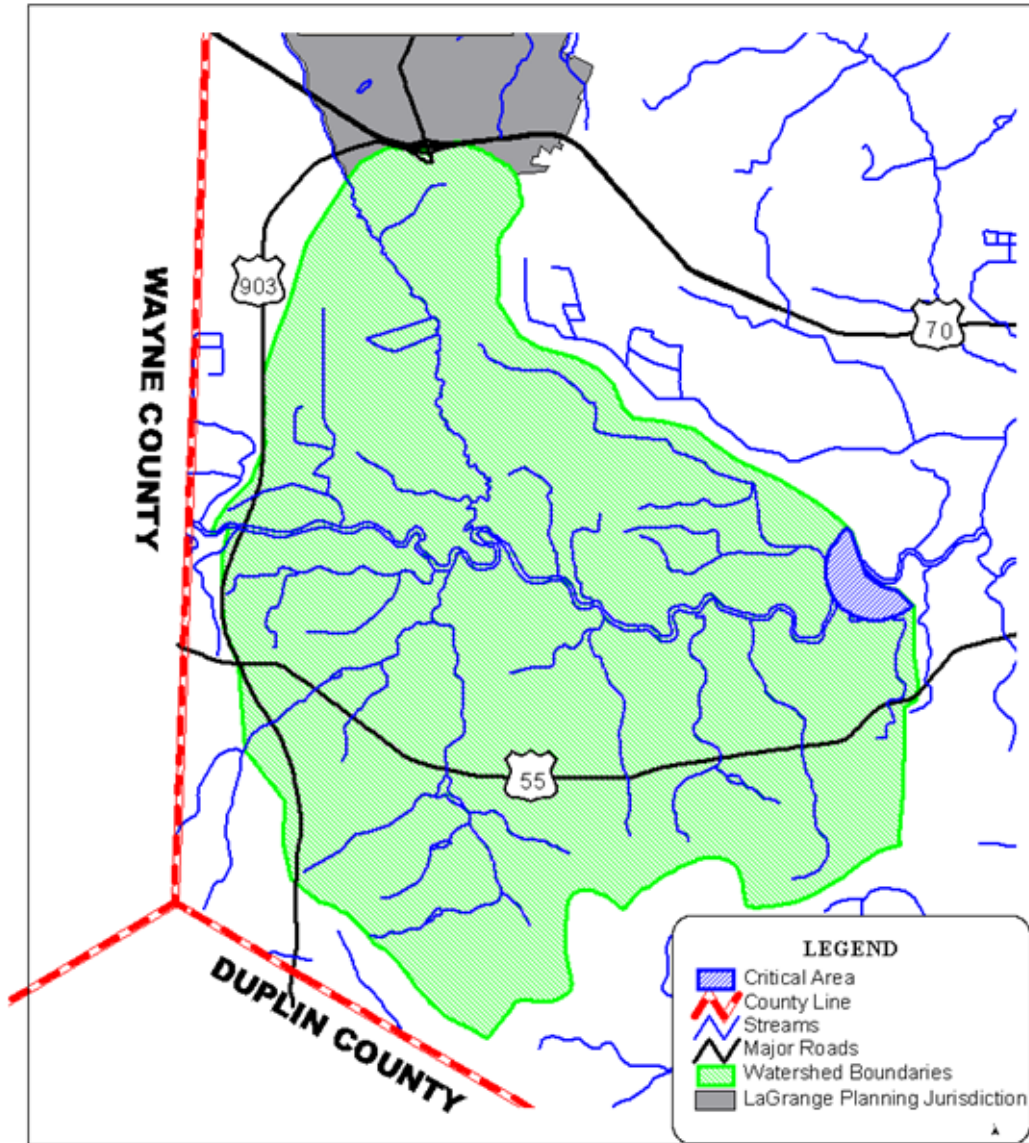 903
70
WAYNE COUNTY
55
DUPLIN COUNTY
LEGEND
Critical Area
County Line
Streams
Major Roads
Watershed Boundaries
LaGrange Planning Jurisdiction